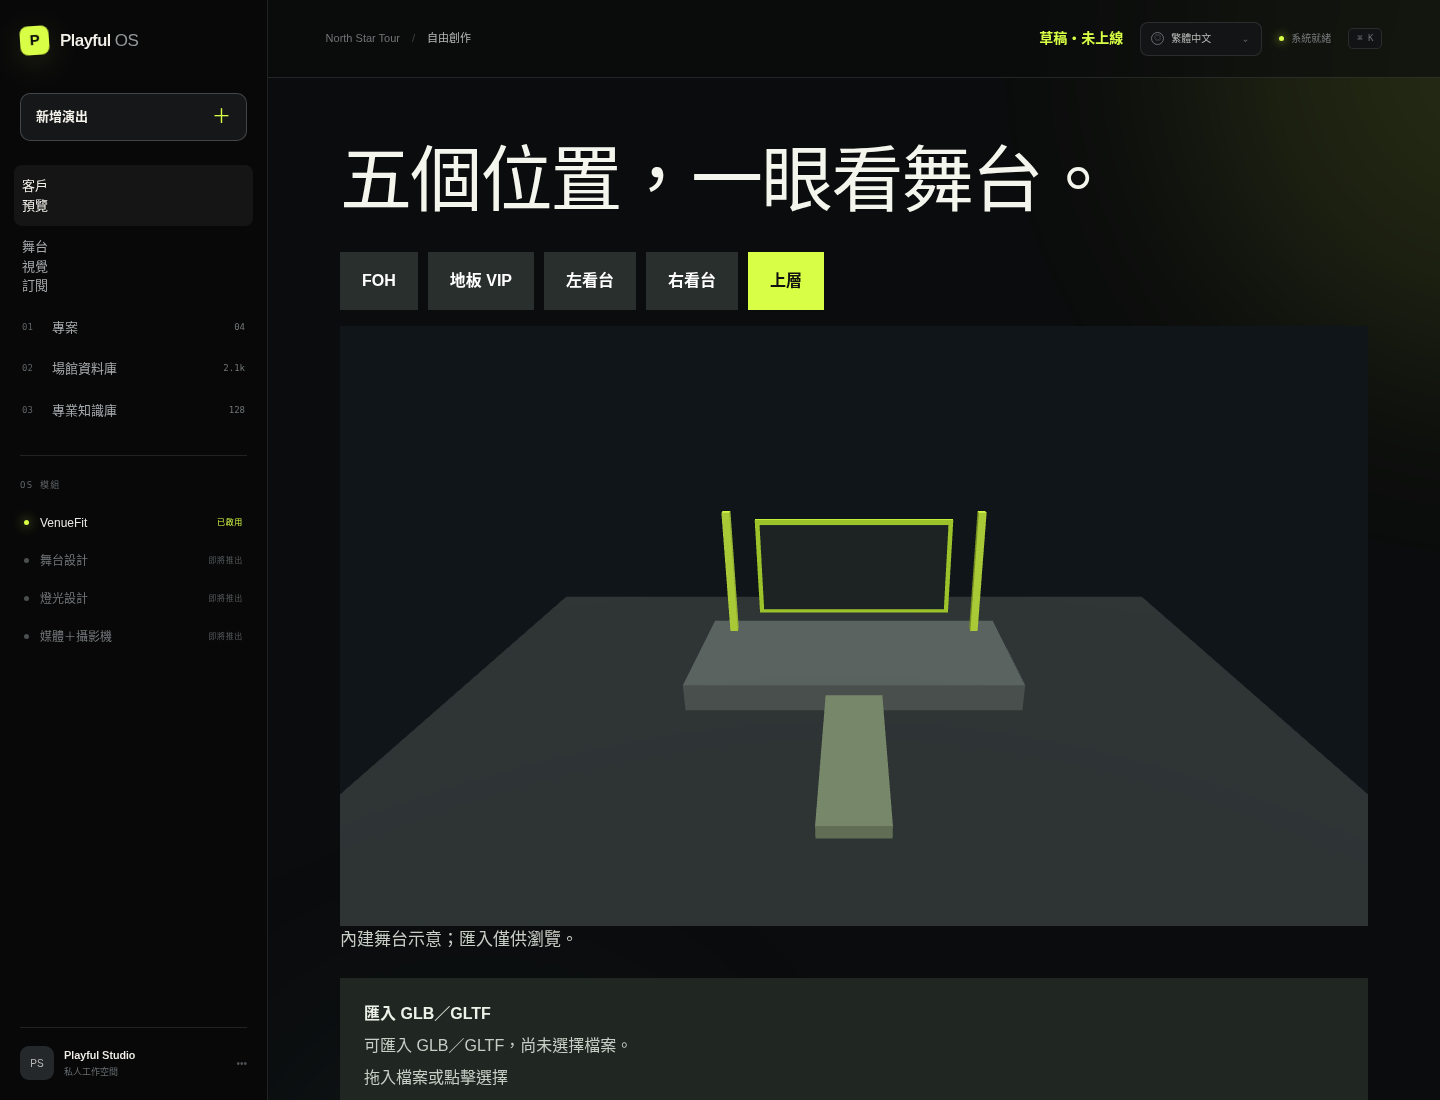 P Playful OS
新增演出
客戶
預覽
舞台
視覺
訂閱
01 專案 04
02 場館資料庫 2.1k
03 專業知識庫 128
OS 模組
VenueFit 已啟用
舞台設計 即將推出
燈光設計 即將推出
媒體＋攝影機 即將推出
PS Playful Studio
私人工作空間
North Star Tour / 自由創作
草稿・未上線
繁體中文
系統就緒
⌘ K
五個位置，一眼看舞台。
FOH 地板 VIP 左看台 右看台 上層
內建舞台示意；匯入僅供瀏覽。
匯入 GLB／GLTF
可匯入 GLB／GLTF，尚未選擇檔案。
拖入檔案或點擊選擇